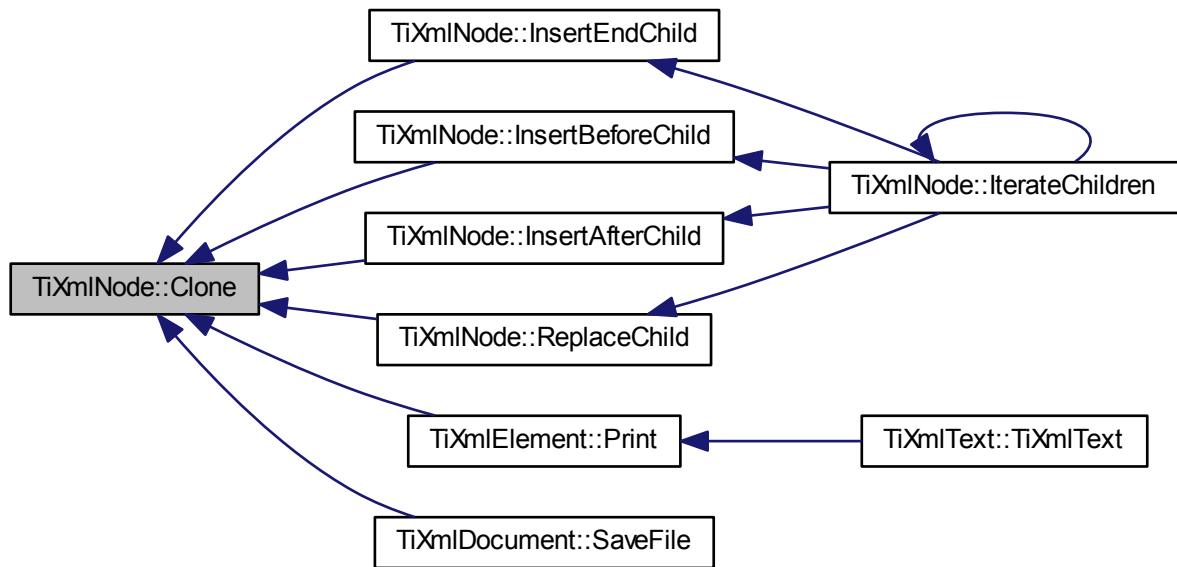 TiXmlNode::InsertEndChild
TiXmlNode::InsertBeforeChild
TiXmlNode::IterateChildren
TiXmlNode::InsertAfterChild
TiXmlNode::Clone
TiXmlNode::ReplaceChild
TiXmlElement::Print
TiXmlText::TiXmlText
TiXmlDocument::SaveFile